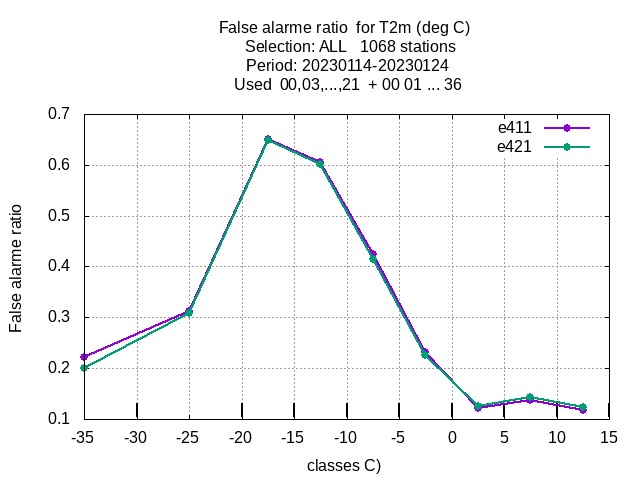 False alarme ratio  for T2m (deg C)
Selection: ALL   1068 stations
Period: 20230114-20230124
Used  00,03,...,21  + 00 01 ... 36
e411
e421
False alarme ratio
0.7
0.6
0.5
0.4
0.3
0.2
0.1
-35 -30 -25 -20 -15 -10 -5 0 5 10 15
classes C)